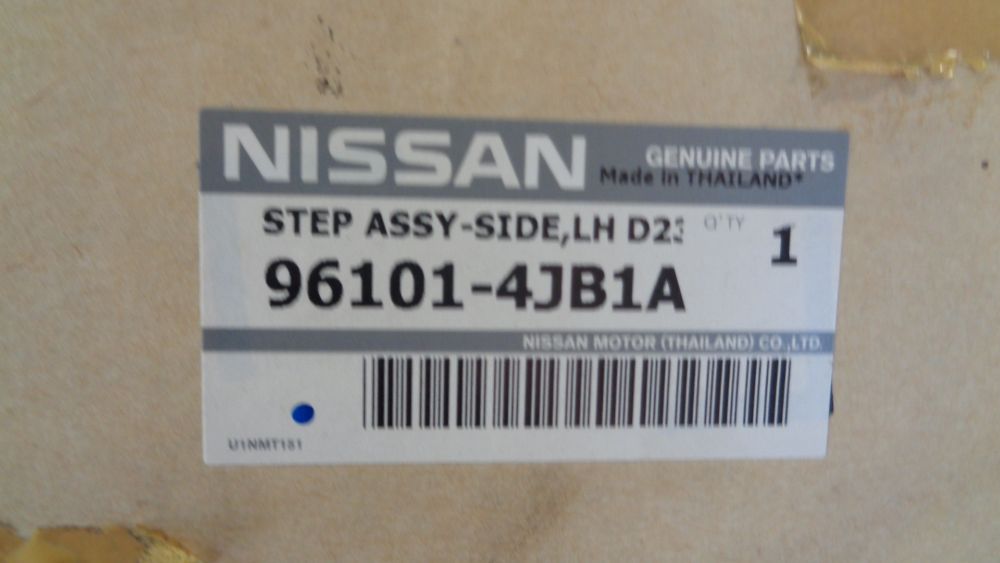 NISSAN
GENUINE PARTS
Made in THAILAND*
STEP ASSY-SIDE,LH D23
Q'TY
1
96101-4JB1A
NISSAN MOTOR (THAILAND) CO.,LTD.
U1NMT151